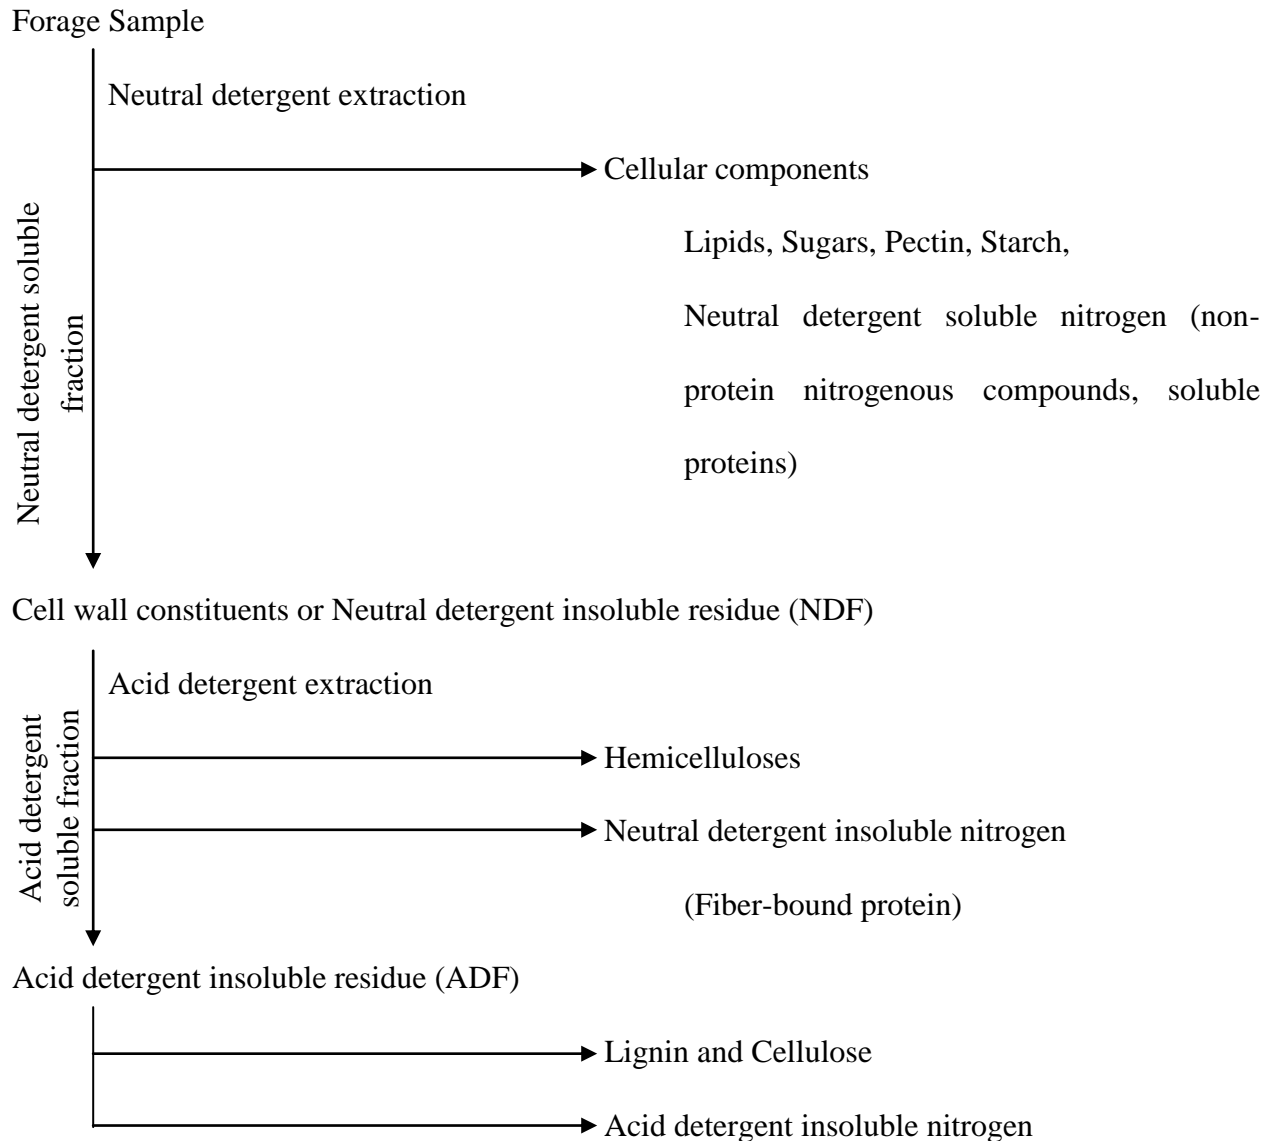 Forage Sample
Neutral detergent extraction
Cellular components
Neutral detergent soluble
fraction
Lipids, Sugars, Pectin, Starch,
Neutral detergent soluble nitrogen (non-
protein nitrogenous compounds, soluble
proteins)
Cell wall constituents or Neutral detergent insoluble residue (NDF)
Acid detergent extraction
Acid detergent
soluble fraction
Hemicelluloses
Neutral detergent insoluble nitrogen
(Fiber-bound protein)
Acid detergent insoluble residue (ADF)
Lignin and Cellulose
Acid detergent insoluble nitrogen